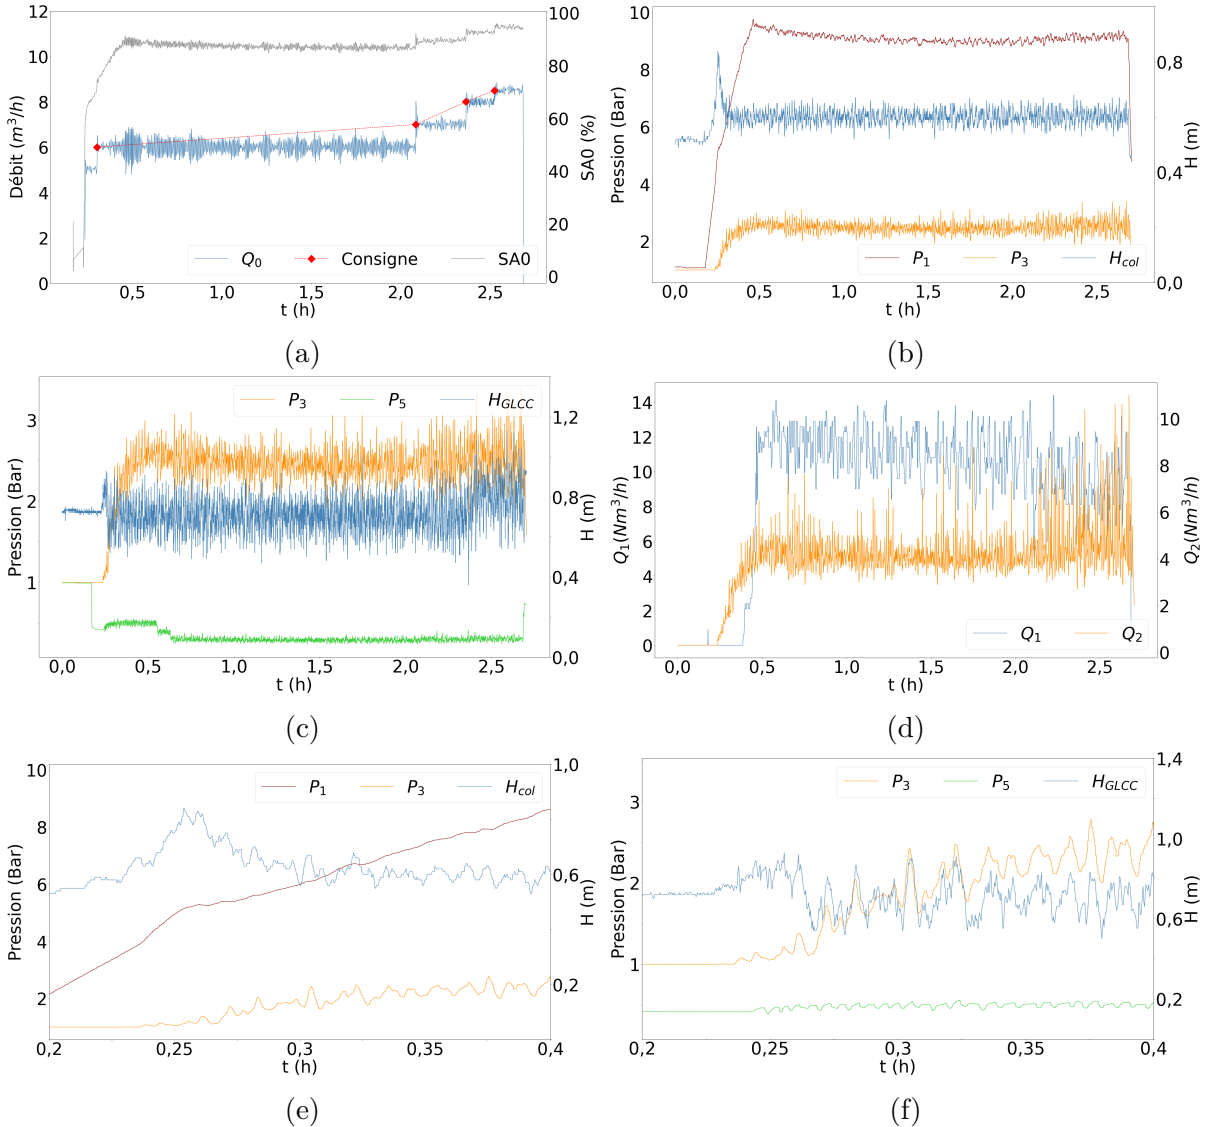 12
10
8
6
4
2
0
Débit (m³/h)
100
80
60
40
20
0
SA0 (%)
Q₀ Consigne SA0
0,5 1,0 1,5 2,0 2,5
t (h)
(a)
10
8
6
4
2
Pression (Bar)
0,8
0,4
0,0
H (m)
P₁ P₃ H_col
0,0 0,5 1,0 1,5 2,0 2,5
t (h)
(b)
3
2
1
Pression (Bar)
1,2
0,8
0,4
0,0
H (m)
P₃ P₅ H_GLCC
0,0 0,5 1,0 1,5 2,0 2,5
t (h)
(c)
14
12
10
8
6
4
2
0
Q₁(Nm³/h)
10
8
6
4
2
0
Q₂(Nm³/h)
Q₁ Q₂
0,0 0,5 1,0 1,5 2,0 2,5
t (h)
(d)
10
8
6
4
2
Pression (Bar)
1,0
0,6
0,2
H (m)
P₁ P₃ H_col
0,2 0,25 0,3 0,35 0,4
t (h)
(e)
3
2
1
Pression (Bar)
1,4
1,0
0,6
0,2
H (m)
P₃ P₅ H_GLCC
0,2 0,25 0,3 0,35 0,4
t (h)
(f)